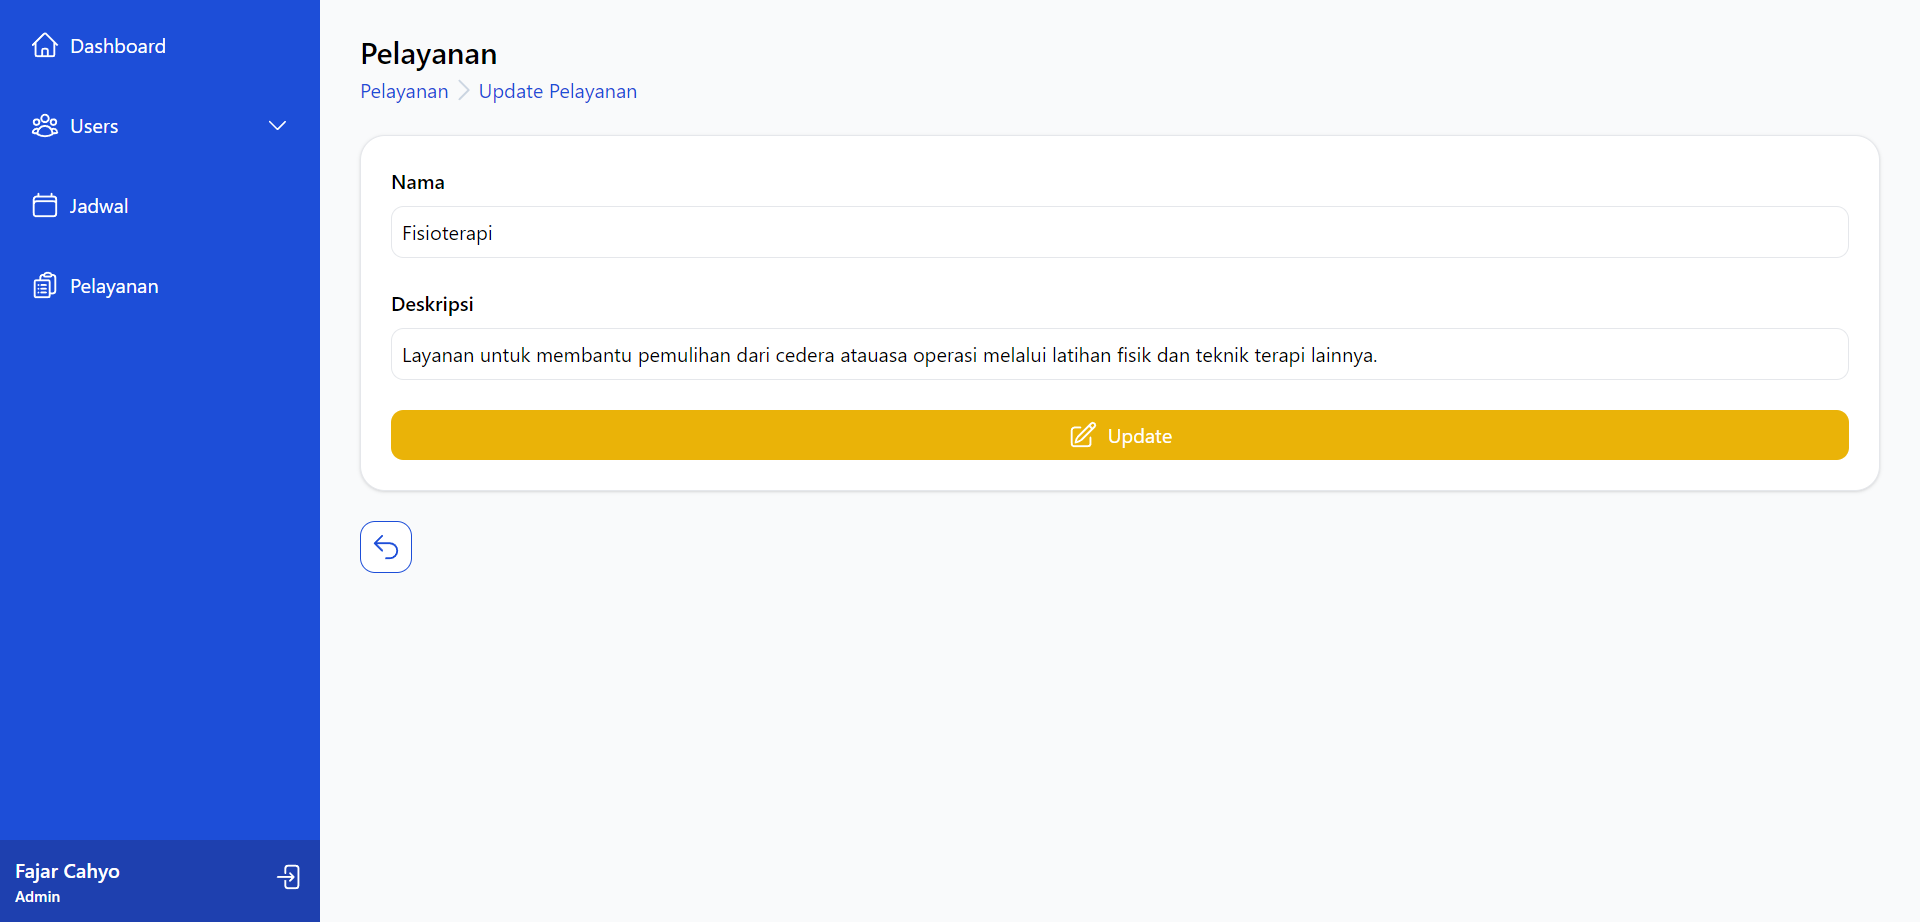 Dashboard
Users
Jadwal
Pelayanan
Fajar Cahyo
Admin
Pelayanan
Pelayanan Update Pelayanan
Nama
Fisioterapi
Deskripsi
Layanan untuk membantu pemulihan dari cedera atauasa operasi melalui latihan fisik dan teknik terapi lainnya.
Update